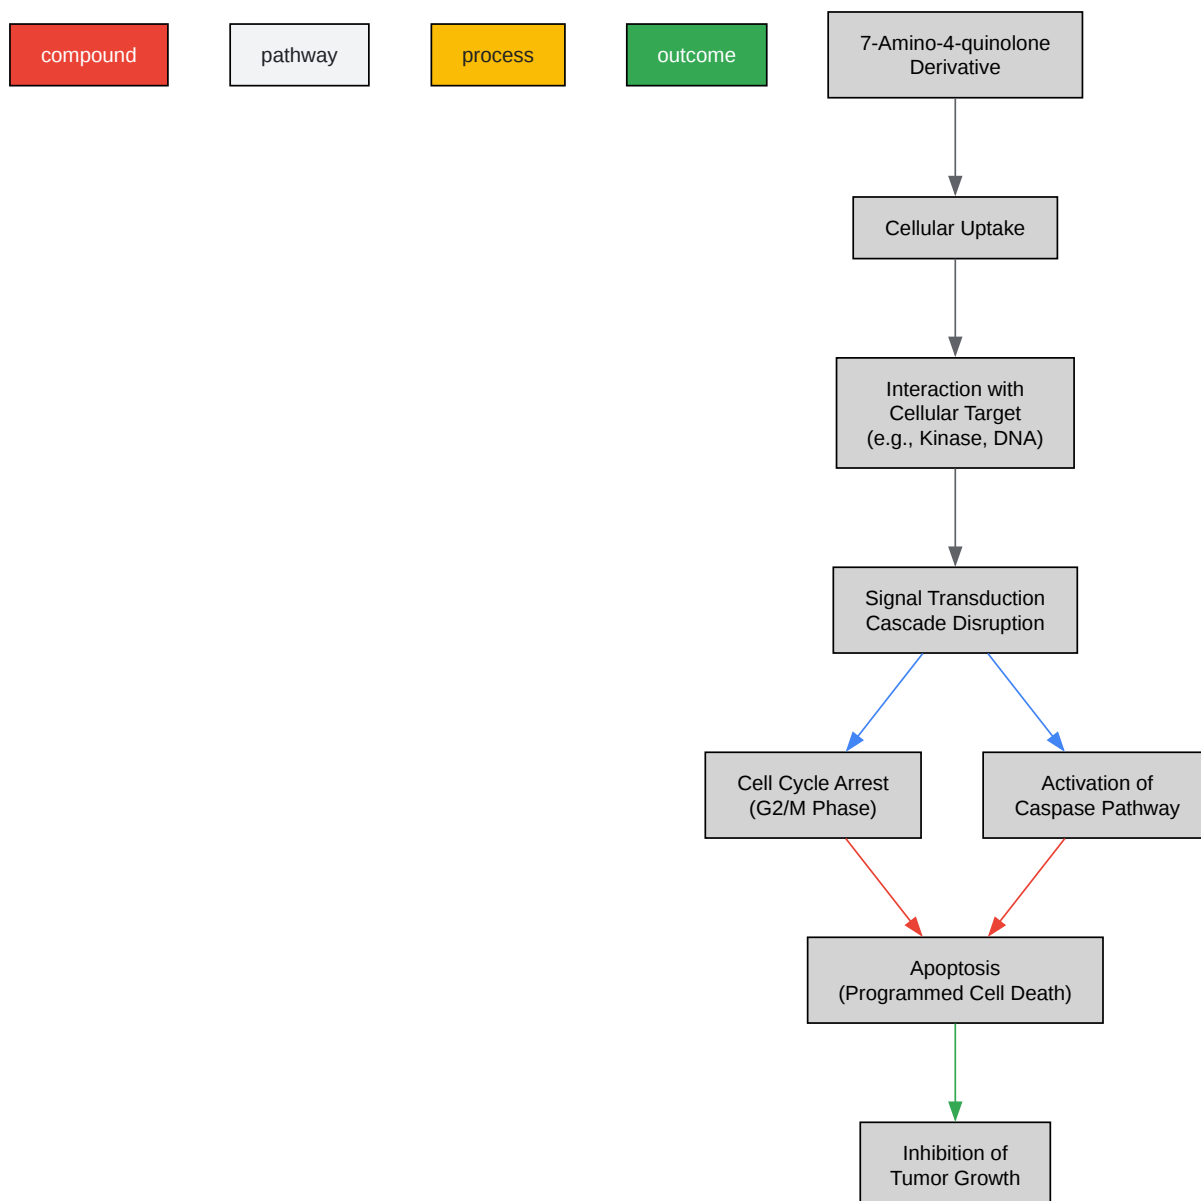 compound
pathway
process
outcome
7-Amino-4-quinolone
Derivative
Cellular Uptake
Interaction with
Cellular Target
(e.g., Kinase, DNA)
Signal Transduction
Cascade Disruption
Cell Cycle Arrest
(G2/M Phase)
Activation of
Caspase Pathway
Apoptosis
(Programmed Cell Death)
Inhibition of
Tumor Growth